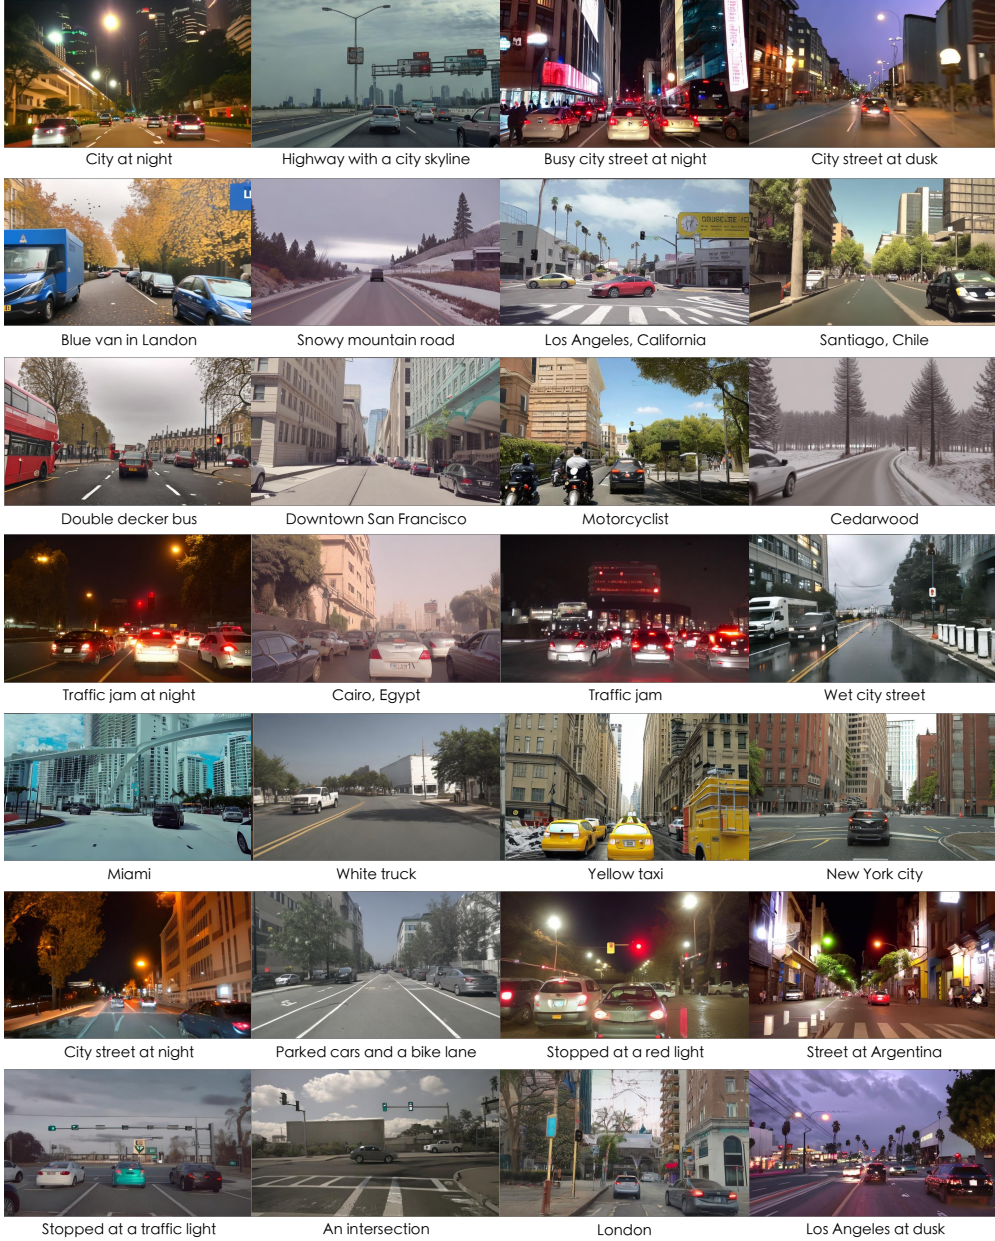 City at night
Highway with a city skyline
Busy city street at night
City street at dusk
Blue van in Landon
Snowy mountain road
Los Angeles, California
Santiago, Chile
Double decker bus
Downtown San Francisco
Motorcyclist
Cedarwood
Traffic jam at night
Cairo, Egypt
Traffic jam
Wet city street
Miami
White truck
Yellow taxi
New York city
City street at night
Parked cars and a bike lane
Stopped at a red light
Street at Argentina
Stopped at a traffic light
An intersection
London
Los Angeles at dusk